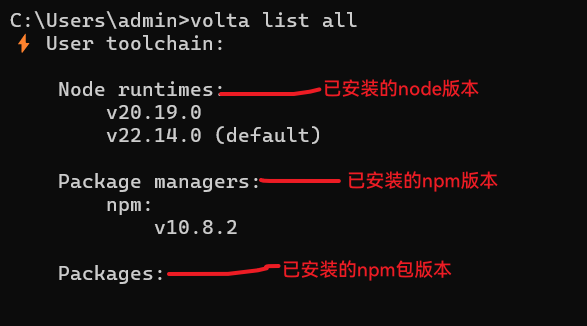 C:\Users\admin>volta list all
⚡ User toolchain:
Node runtimes: 已安装的node版本
v20.19.0
v22.14.0 (default)
Package managers: 已安装的npm版本
npm:
v10.8.2
Packages: 已安装的npm包版本